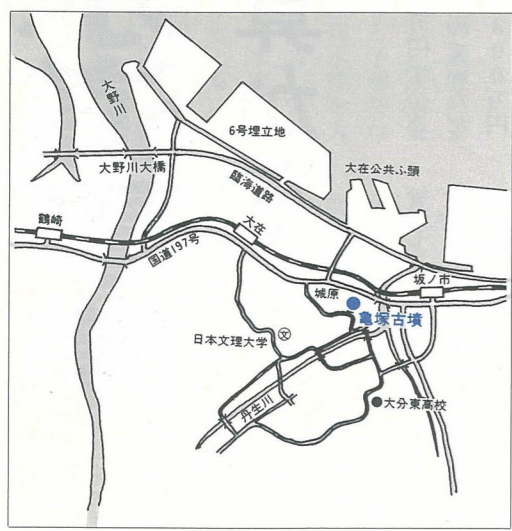 大野川
6号埋立地
大野川大橋
臨海道路
大在公共ふ頭
鶴崎
大在
国道197号
坂ノ市
城原
亀塚古墳
日本文理大学
文
丹生川
大分東高校